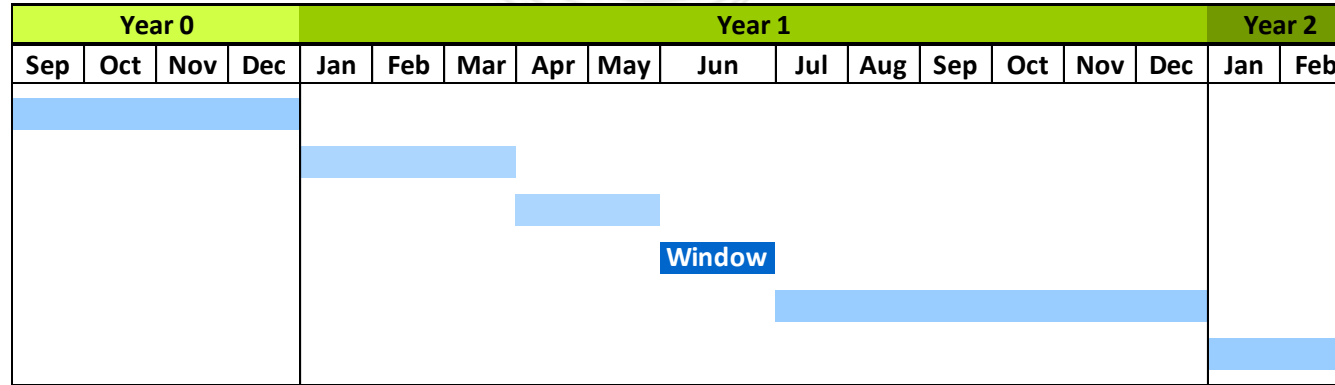 Year 0 Year 1 Year 2
Sep Oct Nov Dec Jan Feb Mar Apr May Jun Jul Aug Sep Oct Nov Dec Jan Feb
Window